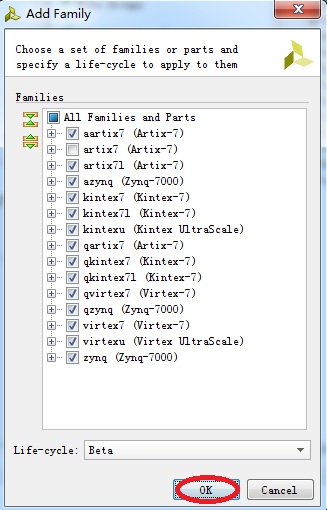 Add Family
Choose a set of families or parts and
specify a life-cycle to apply to them
Families
All Families and Parts
aartix7 (Artix-7)
artix7 (Artix-7)
artix7l (Artix-7)
azynq (Zynq-7000)
kintex7 (Kintex-7)
kintex7l (Kintex-7)
kintexu (Kintex UltraScale)
qartix7 (Artix-7)
qkintex7 (Kintex-7)
qkintex7l (Kintex-7)
qvirtex7 (Virtex-7)
qzynq (Zynq-7000)
virtex7 (Virtex-7)
virtexu (Virtex UltraScale)
zynq (Zynq-7000)
Life-cycle: Beta
OK Cancel